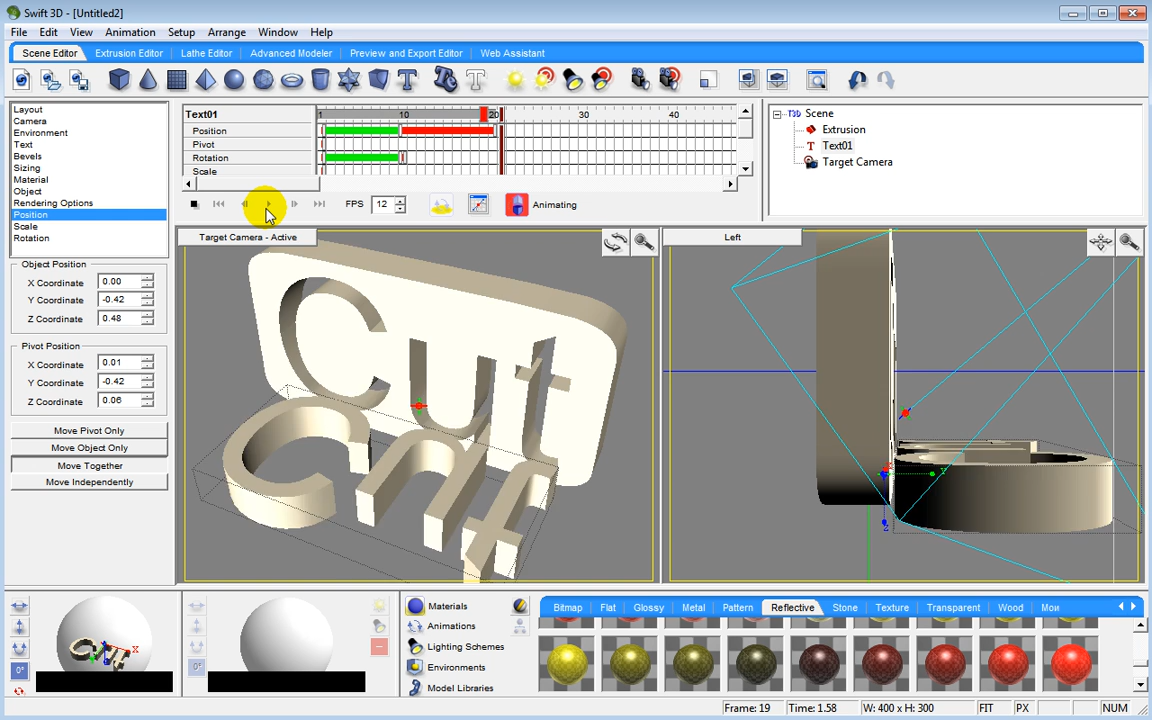 Swift 3D - [Untitled2]
File Edit View Animation Setup Arrange Window Help
Scene Editor Extrusion Editor Lathe Editor Advanced Modeler Preview and Export Editor Web Assistant
Layout
Camera
Environment
Text
Bevels
Sizing
Material
Object
Rendering Options
Position
Scale
Rotation
Text01 1 10 20 30 40
Position
Pivot
Rotation
Scale
FPS 12 Animating
Scene
Extrusion
T Text01
Target Camera
Object Position
X Coordinate 0.00
Y Coordinate -0.42
Z Coordinate 0.48
Pivot Position
X Coordinate 0.01
Y Coordinate -0.42
Z Coordinate 0.06
Move Pivot Only
Move Object Only
Move Together
Move Independently
Target Camera - Active
Cut
Cut
Left
Z
0°
X
0°
Materials
Animations
Lighting Schemes
Environments
Model Libraries
Bitmap Flat Glossy Metal Pattern Reflective Stone Texture Transparent Wood
Frame: 19 Time: 1.58 W: 400 x H: 300 FIT PX NUM